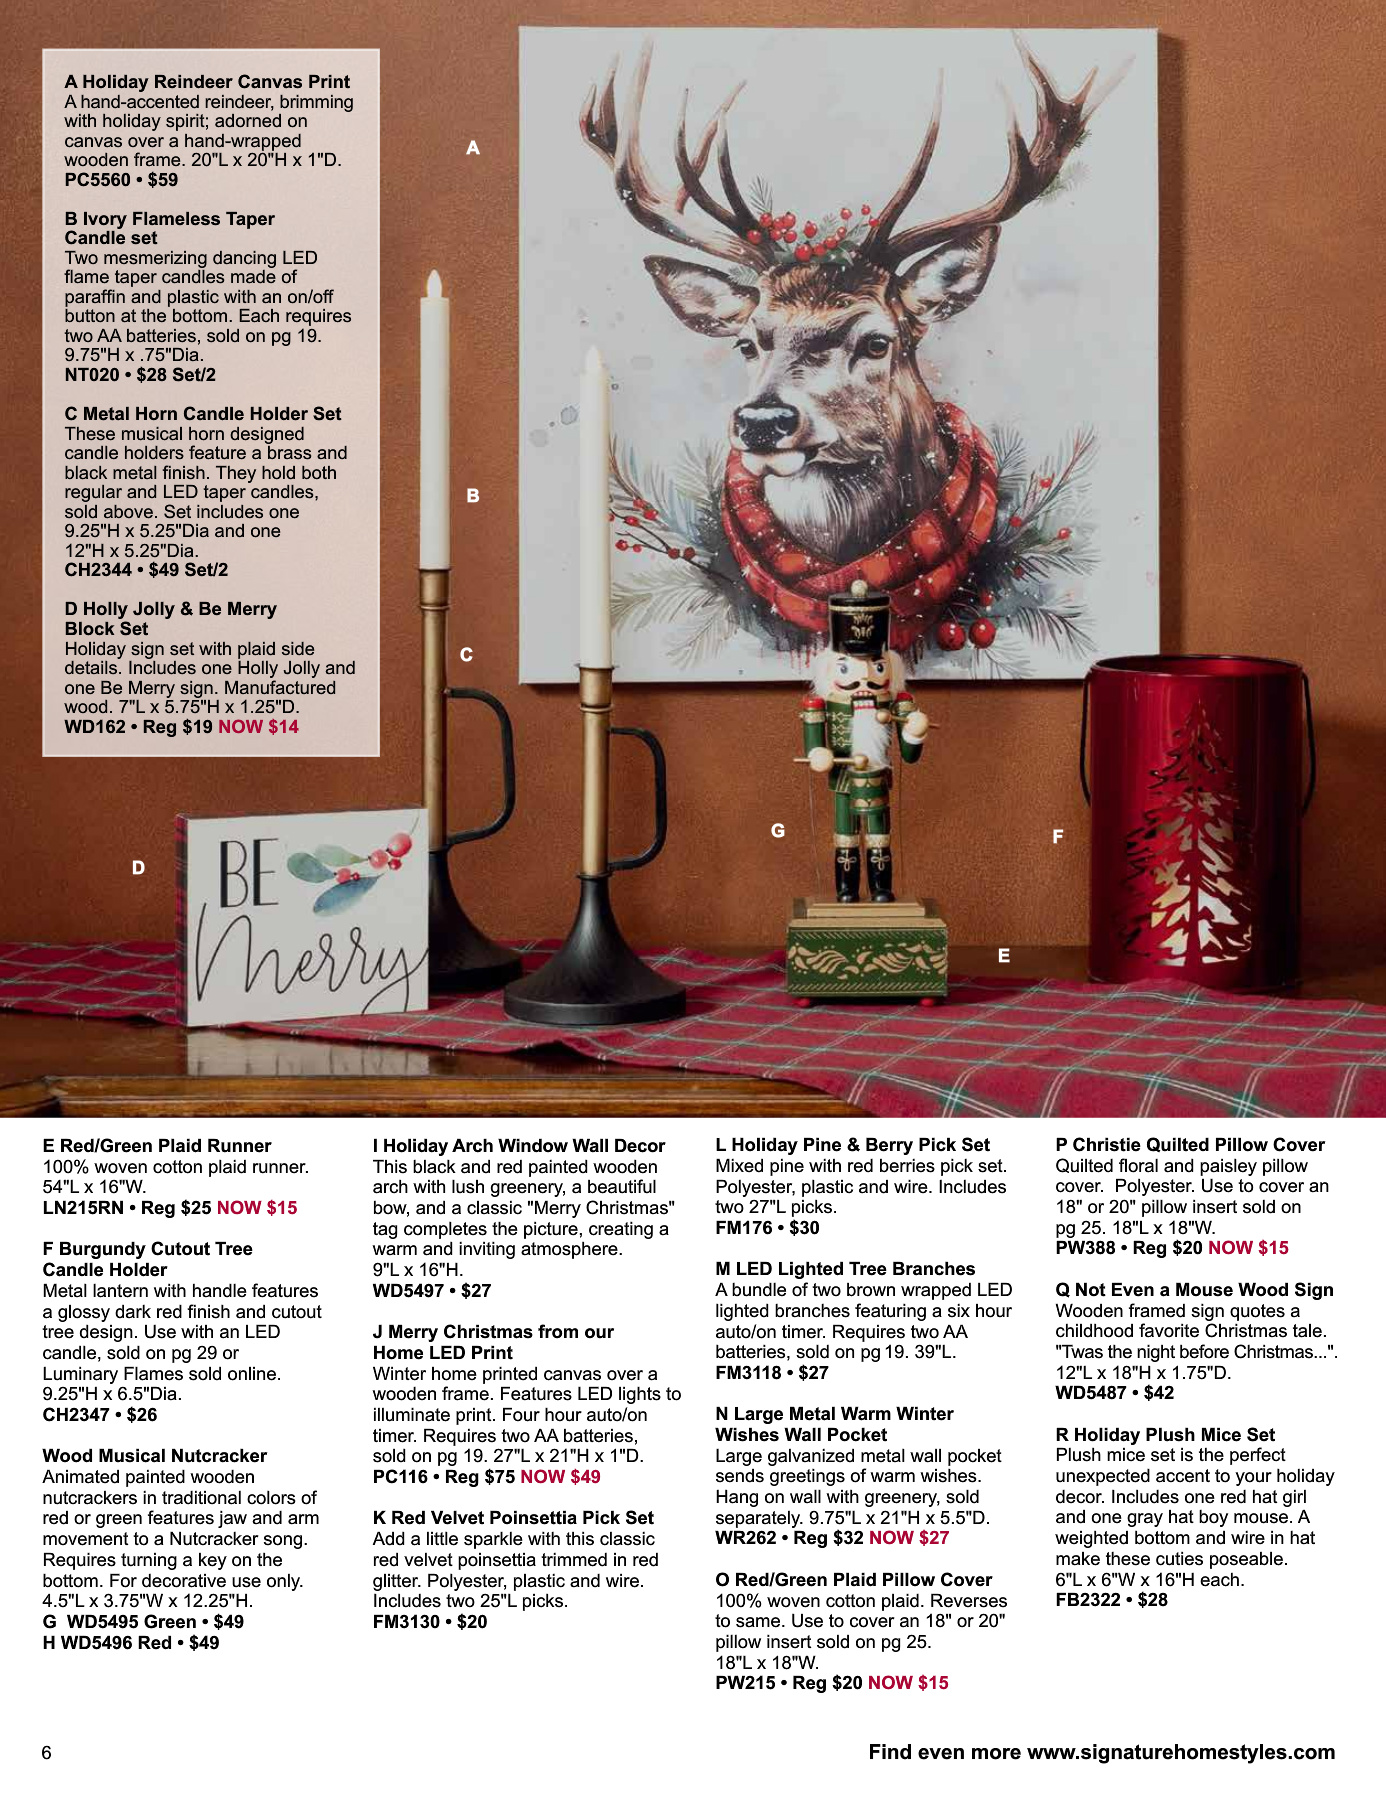 A Holiday Reindeer Canvas Print
A hand-accented reindeer, brimming
with holiday spirit; adorned on
canvas over a hand-wrapped
wooden frame. 20"L x 20"H x 1"D.
PC5560 • $59
B Ivory Flameless Taper
Candle set
Two mesmerizing dancing LED
flame taper candles made of
paraffin and plastic with an on/off
button at the bottom. Each requires
two AA batteries, sold on pg 19.
9.75"H x .75"Dia.
NT020 • $28 Set/2
C Metal Horn Candle Holder Set
These musical horn designed
candle holders feature a brass and
black metal finish. They hold both
regular and LED taper candles,
sold above. Set includes one
9.25"H x 5.25"Dia and one
12"H x 5.25"Dia.
CH2344 • $49 Set/2
D Holly Jolly & Be Merry
Block Set
Holiday sign set with plaid side
details. Includes one Holly Jolly and
one Be Merry sign. Manufactured
wood. 7"L x 5.75"H x 1.25"D.
WD162 • Reg $19 NOW $14
A
B
C
D
BE
Merry
G
F
E
E Red/Green Plaid Runner
100% woven cotton plaid runner.
54"L x 16"W.
LN215RN • Reg $25 NOW $15
F Burgundy Cutout Tree
Candle Holder
Metal lantern with handle features
a glossy dark red finish and cutout
tree design. Use with an LED
candle, sold on pg 29 or
Luminary Flames sold online.
9.25"H x 6.5"Dia.
CH2347 • $26
Wood Musical Nutcracker
Animated painted wooden
nutcrackers in traditional colors of
red or green features jaw and arm
movement to a Nutcracker song.
Requires turning a key on the
bottom. For decorative use only.
4.5"L x 3.75"W x 12.25"H.
G  WD5495 Green • $49
H WD5496 Red • $49
I Holiday Arch Window Wall Decor
This black and red painted wooden
arch with lush greenery, a beautiful
bow, and a classic "Merry Christmas"
tag completes the picture, creating a
warm and inviting atmosphere.
9"L x 16"H.
WD5497 • $27
J Merry Christmas from our
Home LED Print
Winter home printed canvas over a
wooden frame. Features LED lights to
illuminate print. Four hour auto/on
timer. Requires two AA batteries,
sold on pg 19. 27"L x 21"H x 1"D.
PC116 • Reg $75 NOW $49
K Red Velvet Poinsettia Pick Set
Add a little sparkle with this classic
red velvet poinsettia trimmed in red
glitter. Polyester, plastic and wire.
Includes two 25"L picks.
FM3130 • $20
L Holiday Pine & Berry Pick Set
Mixed pine with red berries pick set.
Polyester, plastic and wire. Includes
two 27"L picks.
FM176 • $30
M LED Lighted Tree Branches
A bundle of two brown wrapped LED
lighted branches featuring a six hour
auto/on timer. Requires two AA
batteries, sold on pg 19. 39"L.
FM3118 • $27
N Large Metal Warm Winter
Wishes Wall Pocket
Large galvanized metal wall pocket
sends greetings of warm wishes.
Hang on wall with greenery, sold
separately. 9.75"L x 21"H x 5.5"D.
WR262 • Reg $32 NOW $27
O Red/Green Plaid Pillow Cover
100% woven cotton plaid. Reverses
to same. Use to cover an 18" or 20"
pillow insert sold on pg 25.
18"L x 18"W.
PW215 • Reg $20 NOW $15
P Christie Quilted Pillow Cover
Quilted floral and paisley pillow
cover.  Polyester. Use to cover an
18" or 20" pillow insert sold on
pg 25. 18"L x 18"W.
PW388 • Reg $20 NOW $15
Q Not Even a Mouse Wood Sign
Wooden framed sign quotes a
childhood favorite Christmas tale.
"Twas the night before Christmas...".
12"L x 18"H x 1.75"D.
WD5487 • $42
R Holiday Plush Mice Set
Plush mice set is the perfect
unexpected accent to your holiday
decor. Includes one red hat girl
and one gray hat boy mouse. A
weighted bottom and wire in hat
make these cuties poseable.
6"L x 6"W x 16"H each.
FB2322 • $28
6
Find even more www.signaturehomestyles.com